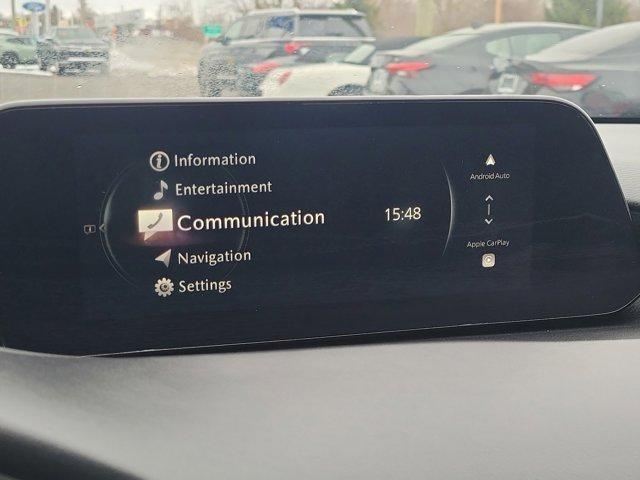 Information
Entertainment
Communication
Navigation
Settings
15:48
Android Auto
Apple CarPlay